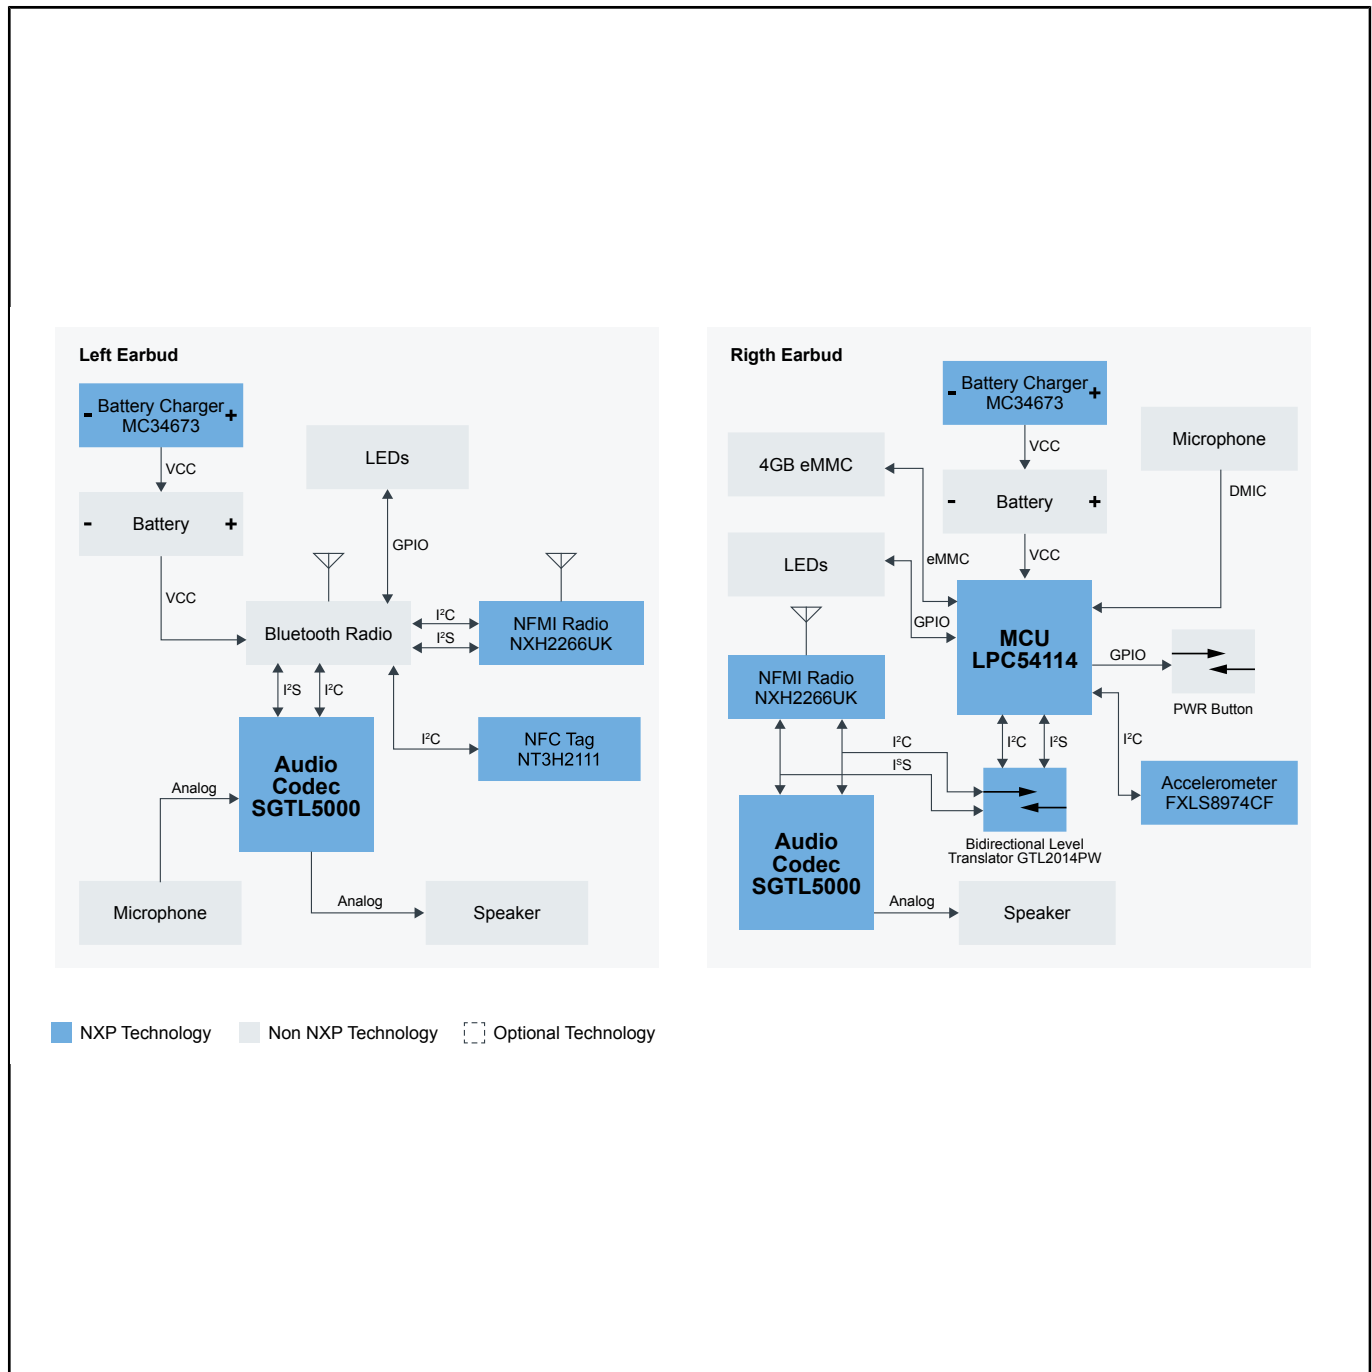 Left Earbud
- Battery Charger +
MC34673
VCC
- Battery +
VCC
LEDs
GPIO
Bluetooth Radio
I²C
I²S
NFMI Radio
NXH2266UK
I²S
I²C
I²C
NFC Tag
NT3H2111
Audio
Codec
SGTL5000
Analog
Microphone
Analog
Speaker
Rigth Earbud
- Battery Charger +
MC34673
VCC
- Battery +
VCC
Microphone
DMIC
4GB eMMC
eMMC
LEDs
GPIO
MCU
LPC54114
GPIO
PWR Button
NFMI Radio
NXH2266UK
I²C
IˢS
I²C
I²S
I²C
Accelerometer
FXLS8974CF
Bidirectional Level
Translator GTL2014PW
Audio
Codec
SGTL5000
Analog
Speaker
NXP Technology
Non NXP Technology
Optional Technology